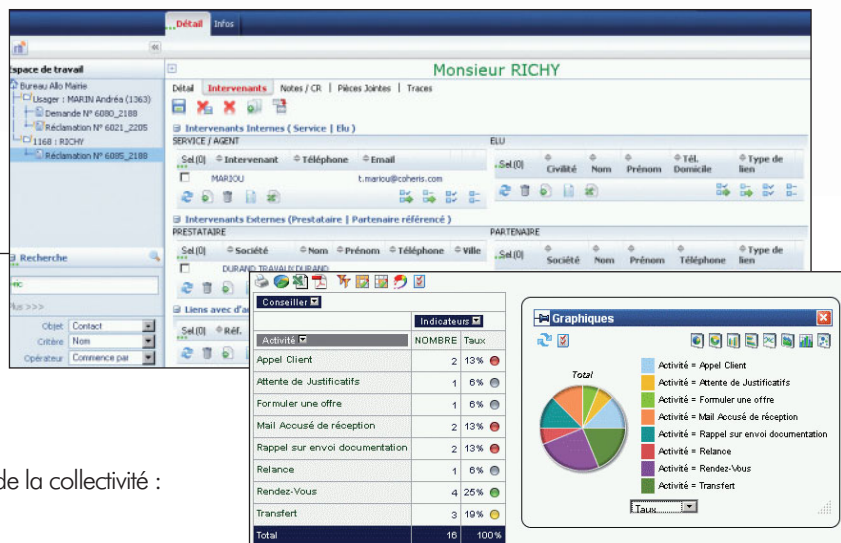 Détail Infos
Espace de travail
Bureau Allo Mairie
Usager : MARIN Andréa (1363)
Demande N° 6080_2188
Réclamation N° 6021_2205
1168 : RICHY
Réclamation N° 6085_2188
Monsieur RICHY
Détail Intervenants Notes / CR Pièces Jointes Traces
Intervenants Internes ( Service | Elu )
SERVICE / AGENT
ELU
Sel.(0) Intervenant Téléphone Email
MARIOU t.mariou@coheris.com
Sel.(0) Civilité Nom Prénom Tél. Domicile Type de lien
Intervenants Externes (Prestataire | Partenaire référencé )
PRESTATAIRE
PARTENAIRE
Sel.(0) Société Nom Prénom Téléphone Ville
DURAND TRAVAUX DURAND
Sel.(0) Société Nom Prénom Téléphone Type de lien
Liens avec d'a
Sel.(0) Réf.
Recherche
Plus >>>
Objet Contact
Critère Nom
Opérateur Commence par
de la collectivité :
Conseiller
Indicateurs
Activité NOMBRE Taux
Appel Client 2 13%
Attente de Justificatifs 1 6%
Formuler une offre 1 6%
Mail Accusé de réception 2 13%
Rappel sur envoi documentation 2 13%
Relance 1 6%
Rendez-Vous 4 25%
Transfert 3 19%
Total 16 100%
Graphiques
Total
Activité = Appel Client
Activité = Attente de Justificatifs
Activité = Formuler une offre
Activité = Mail Accusé de réception
Activité = Rappel sur envoi documentation
Activité = Relance
Activité = Rendez-Vous
Activité = Transfert
Taux